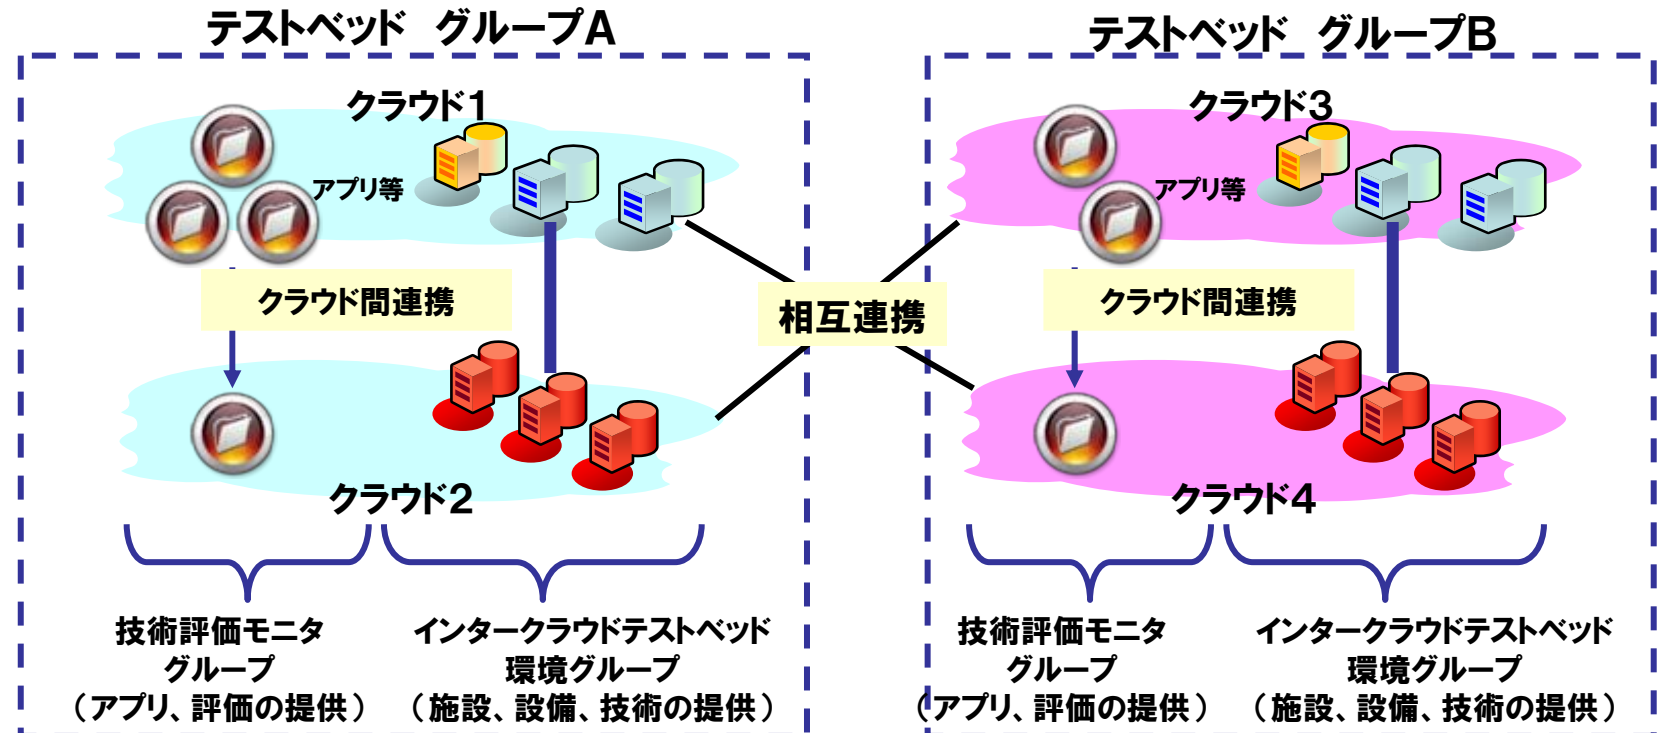 テストベッド グループA
クラウド1
アプリ等
クラウド間連携
クラウド2
技術評価モニタ
グループ
（アプリ、評価の提供）
インタークラウドテストベッド
環境グループ
（施設、設備、技術の提供）
相互連携
テストベッド グループB
クラウド3
アプリ等
クラウド間連携
クラウド4
技術評価モニタ
グループ
（アプリ、評価の提供）
インタークラウドテストベッド
環境グループ
（施設、設備、技術の提供）